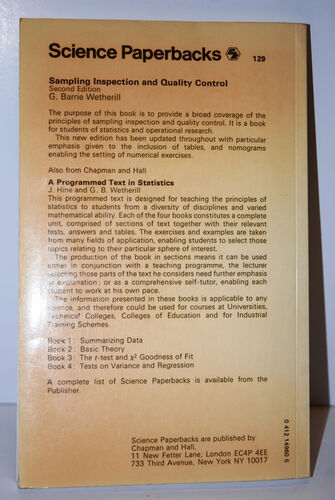 Science Paperbacks 129
Sampling Inspection and Quality Control
Second Edition
G. Barrie Wetherill
The purpose of this book is to provide a broad coverage of the
principles of sampling inspection and quality control. It is a book
for students of statistics and operational research.
This new edition has been updated throughout with particular
emphasis given to the inclusion of tables, and nomograms
enabling the setting of numerical exercises.
Also from Chapman and Hall
A Programmed Text in Statistics
J. Hine and G. B. Wetherill
This programmed text is designed for teaching the principles of
statistics to students from a diversity of disciplines and varied
mathematical ability. Each of the four books constitutes a complete
unit, comprised of sections of text together with their relevant
tests, answers and tables. The exercises and examples are taken
from many fields of application, enabling students to select those
topics relating to their particular sphere of interest.
The production of the book in sections means it can be used
either in conjunction with a teaching programme, the lecturer
selecting those parts of the text he considers need further emphasis
or explanation; or as a comprehensive self-tutor, enabling each
student to work at his own pace.
The information presented in these books is applicable to any
science, and therefore could be used for courses at Universities,
Technical Colleges, Colleges of Education and for Industrial
Training Schemes.
Book 1: Summarizing Data
Book 2: Basic Theory
Book 3: The t-test and χ² Goodness of Fit
Book 4: Tests on Variance and Regression
A complete list of Science Paperbacks is available from the
Publisher.
Science Paperbacks are published by
Chapman and Hall,
11 New Fetter Lane, London EC4P 4EE
733 Third Avenue, New York NY 10017
0 412 14960 5